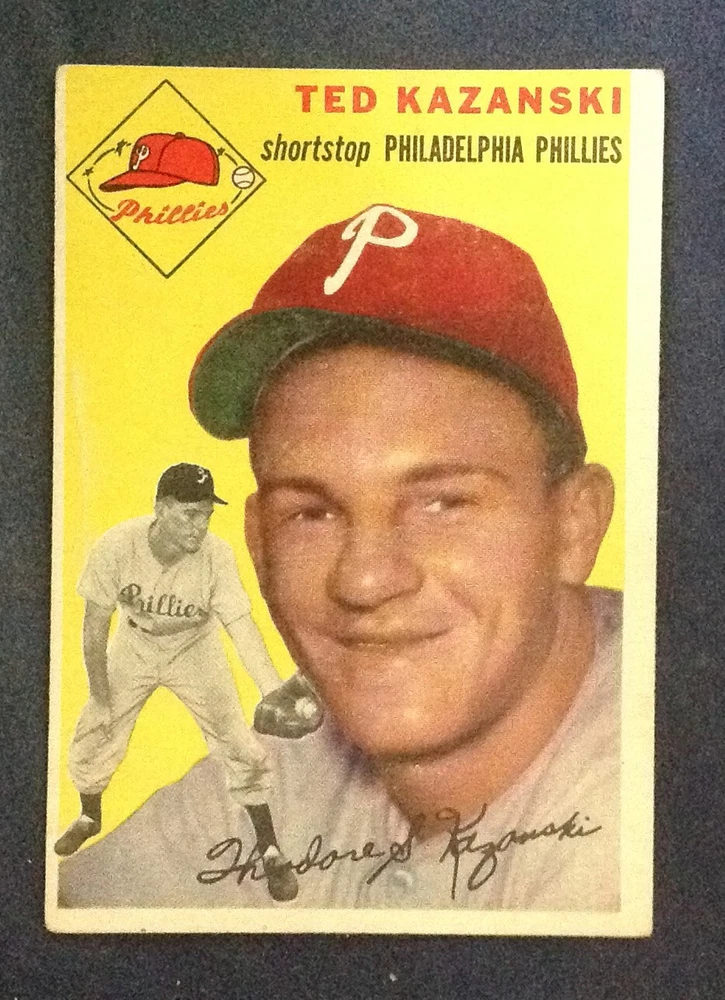 TED KAZANSKI
shortstop PHILADELPHIA PHILLIES
P
Phillies
P
P
Phillies
Theodore S Kazanski